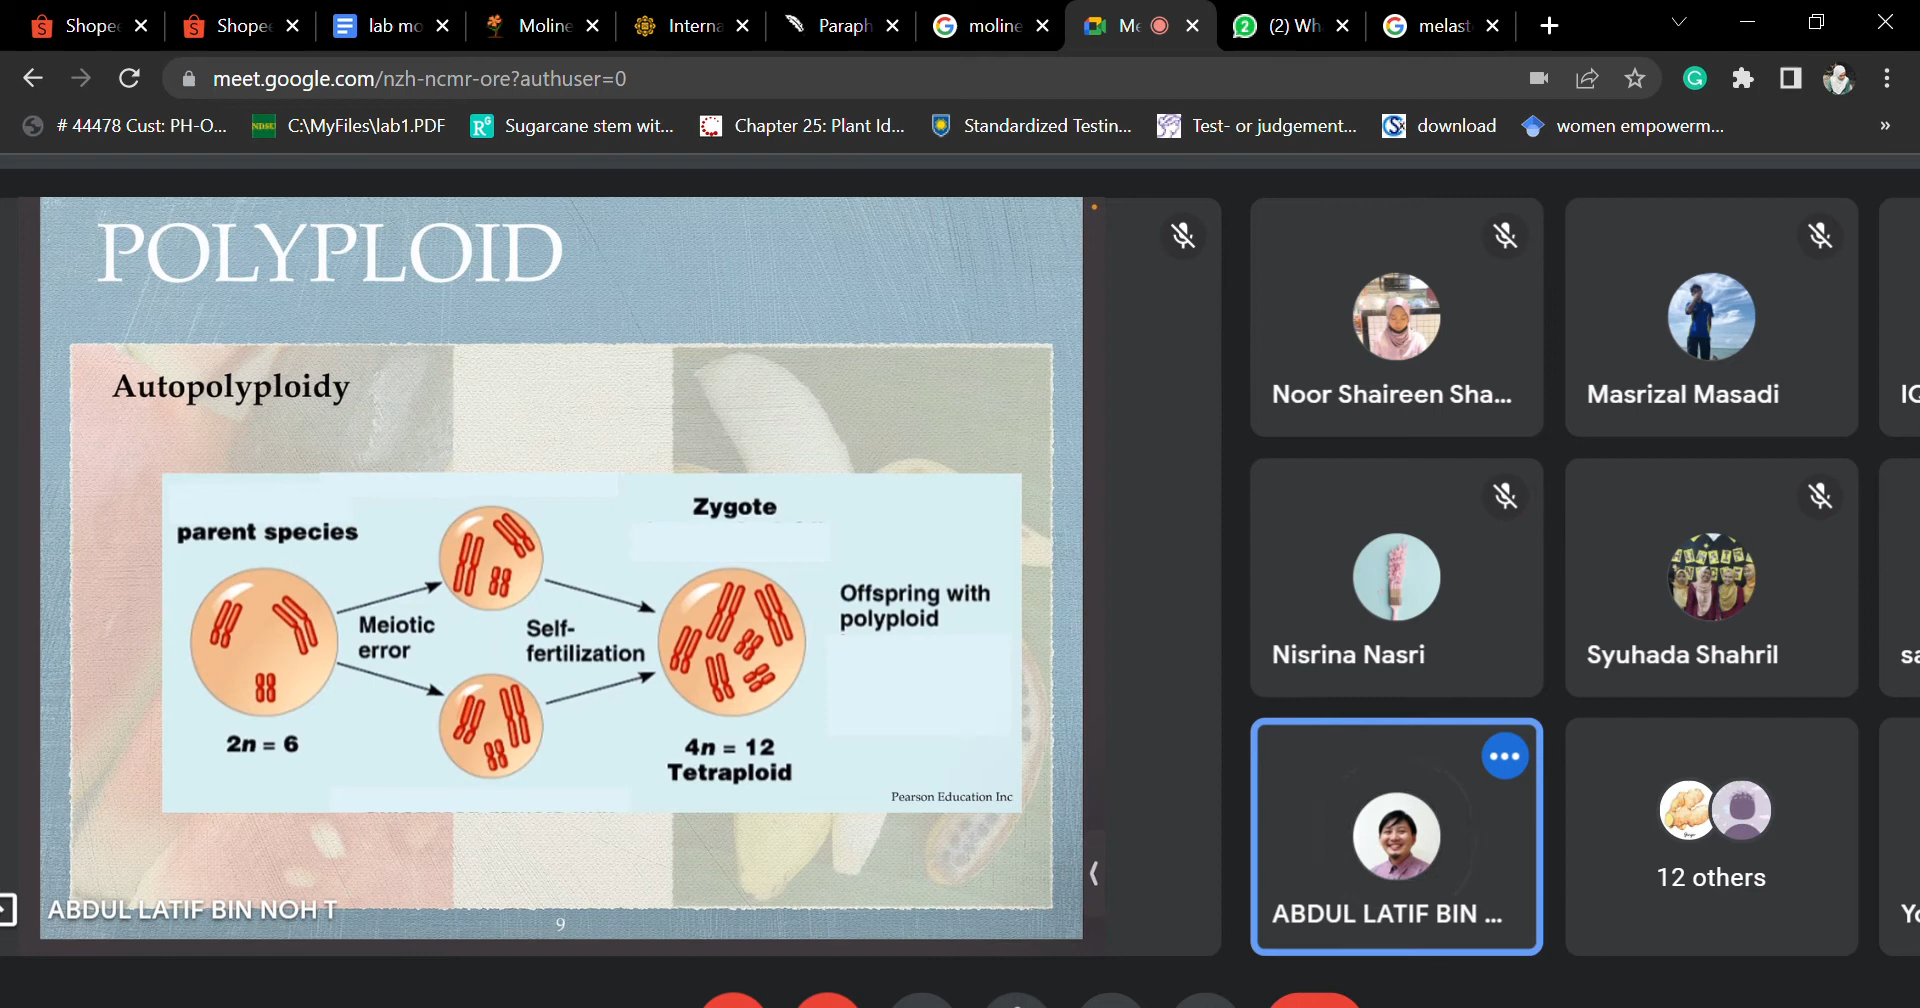 Shopee
Shopee
lab mo
Moline
Interna
Paraph
moline
Me
(2) Wh
melast
meet.google.com/nzh-ncmr-ore?authuser=0
# 44478 Cust: PH-O...
C:\MyFiles\lab1.PDF
Sugarcane stem wit...
Chapter 25: Plant Id...
Standardized Testin...
Test- or judgement...
download
women empowerm...
»
POLYPLOID
Autopolyploidy
parent species
2n = 6
Meiotic
error
Self-
fertilization
Zygote
4n = 12
Tetraploid
Offspring with
polyploid
Pearson Education Inc
ABDUL LATIF BIN NOH T
9
Noor Shaireen Sha...
Masrizal Masadi
Nisrina Nasri
Syuhada Shahril
sa
ABDUL LATIF BIN ...
12 others
Yo